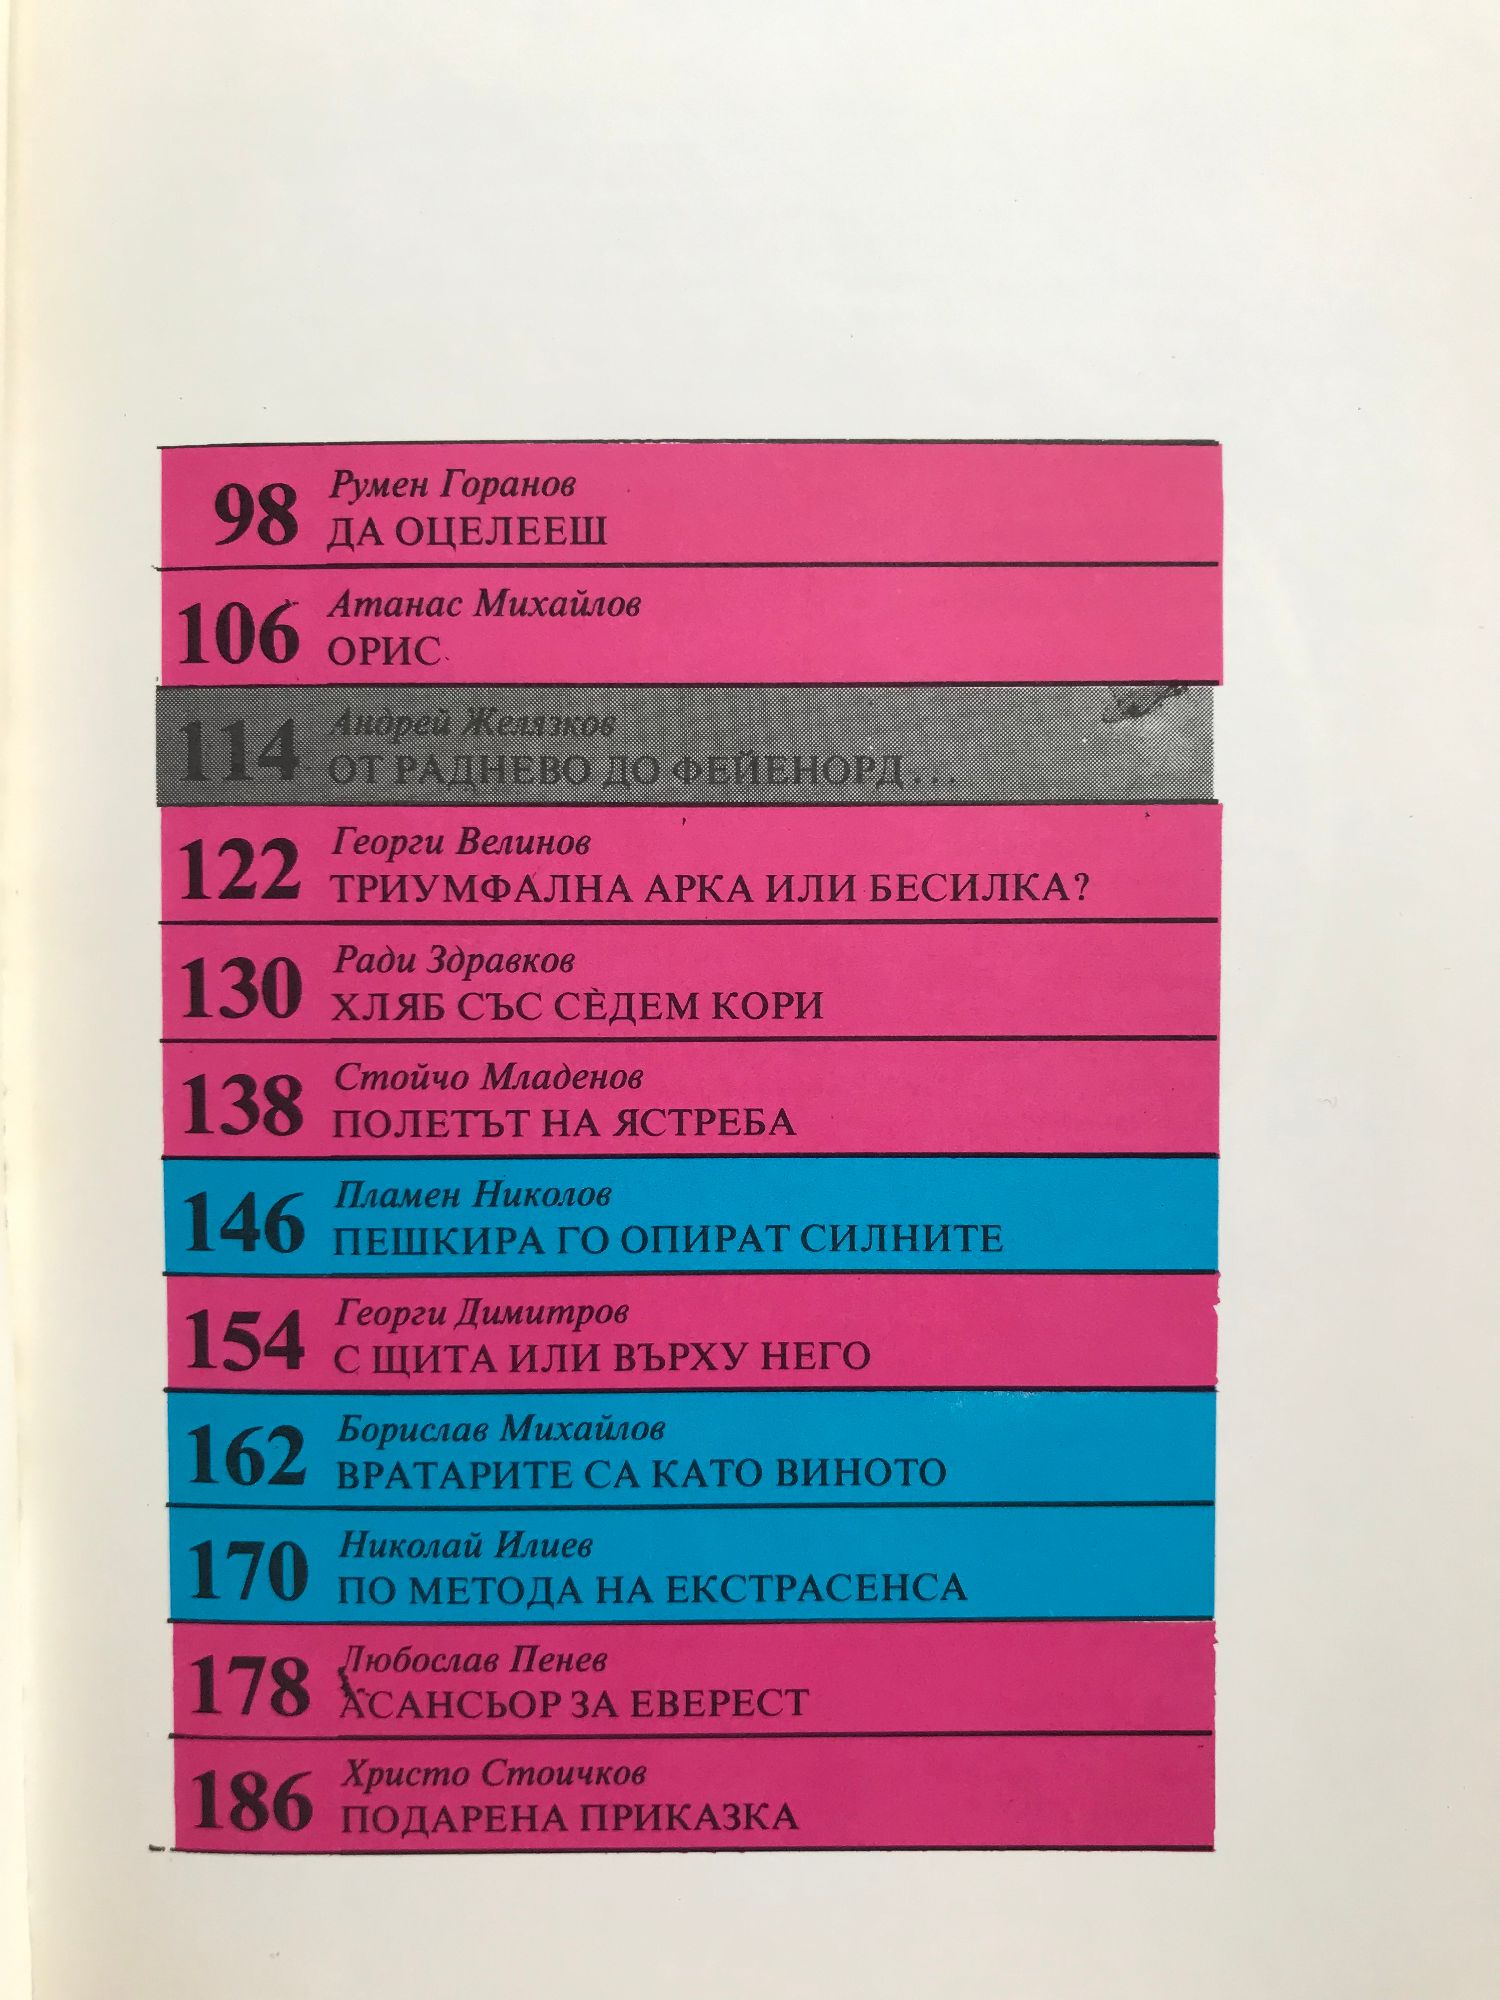 98 Румен Горанов
ДА ОЦЕЛЕЕШ
106 Атанас Михайлов
ОРИС
114 Андрей Желязков
ОТ РАДНЕВО ДО ФЕЙЕНОРД...
122 Георги Велинов
ТРИУМФАЛНА АРКА ИЛИ БЕСИЛКА?
130 Ради Здравков
ХЛЯБ СЪС СЀДЕМ КОРИ
138 Стойчо Младенов
ПОЛЕТЪТ НА ЯСТРЕБА
146 Пламен Николов
ПЕШКИРА ГО ОПИРАТ СИЛНИТЕ
154 Георги Димитров
С ЩИТА ИЛИ ВЪРХУ НЕГО
162 Борислав Михайлов
ВРАТАРИТЕ СА КАТО ВИНОТО
170 Николай Илиев
ПО МЕТОДА НА ЕКСТРАСЕНСА
178 Любослав Пенев
АСАНСЬОР ЗА ЕВЕРЕСТ
186 Христо Стоичков
ПОДАРЕНА ПРИКАЗКА